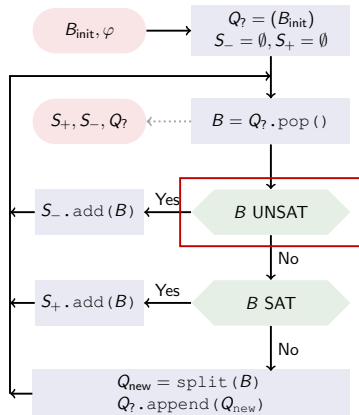 B_init, φ
Q_? = (B_init)
S_− = ∅, S_+ = ∅
S_+, S_−, Q_?
B = Q_?.pop()
S_−.add(B)
Yes
B UNSAT
No
S_+.add(B)
Yes
B SAT
No
Q_new = split(B)
Q_?.append(Q_new)